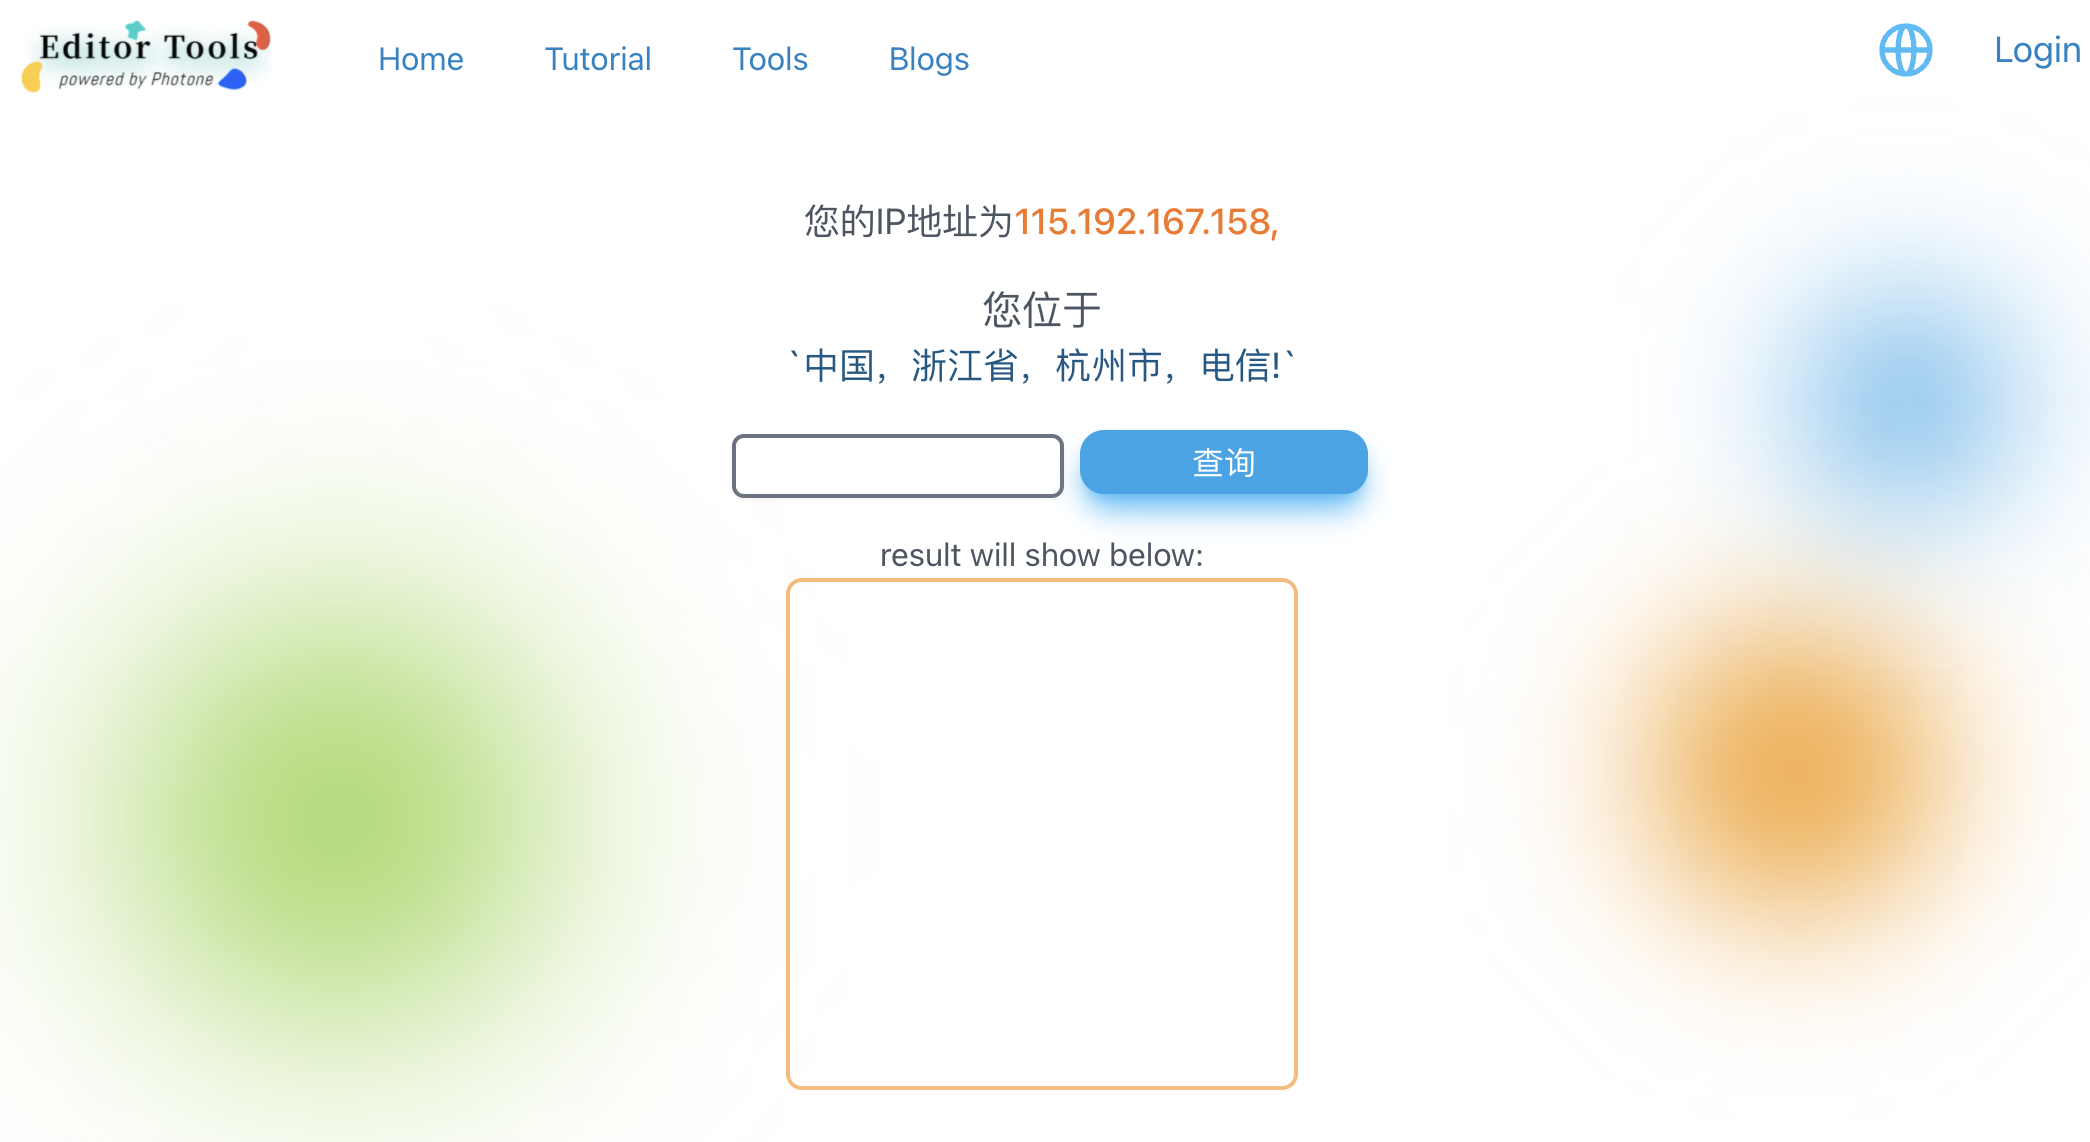 Editor Tools
powered by Photone
Home Tutorial Tools Blogs Login
您的IP地址为115.192.167.158,
您位于
`中国，浙江省，杭州市，电信!`
查询
result will show below: